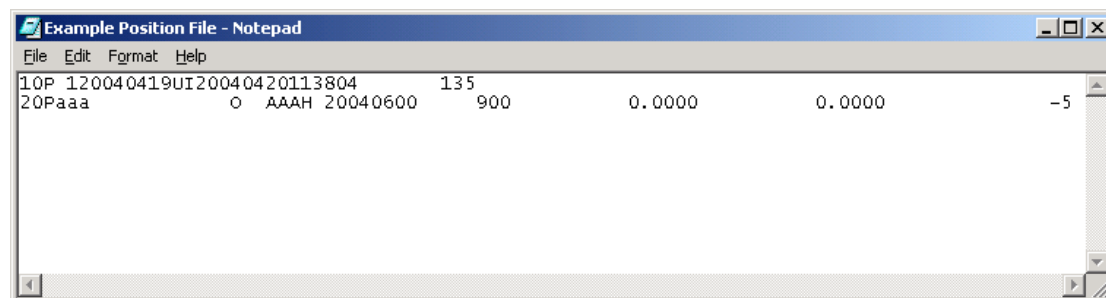 Example Position File - Notepad
File Edit Format Help
10P 120040419UI20040420113804         135
20Paaa            O  AAAH 20040600     900          0.0000          0.0000               -5